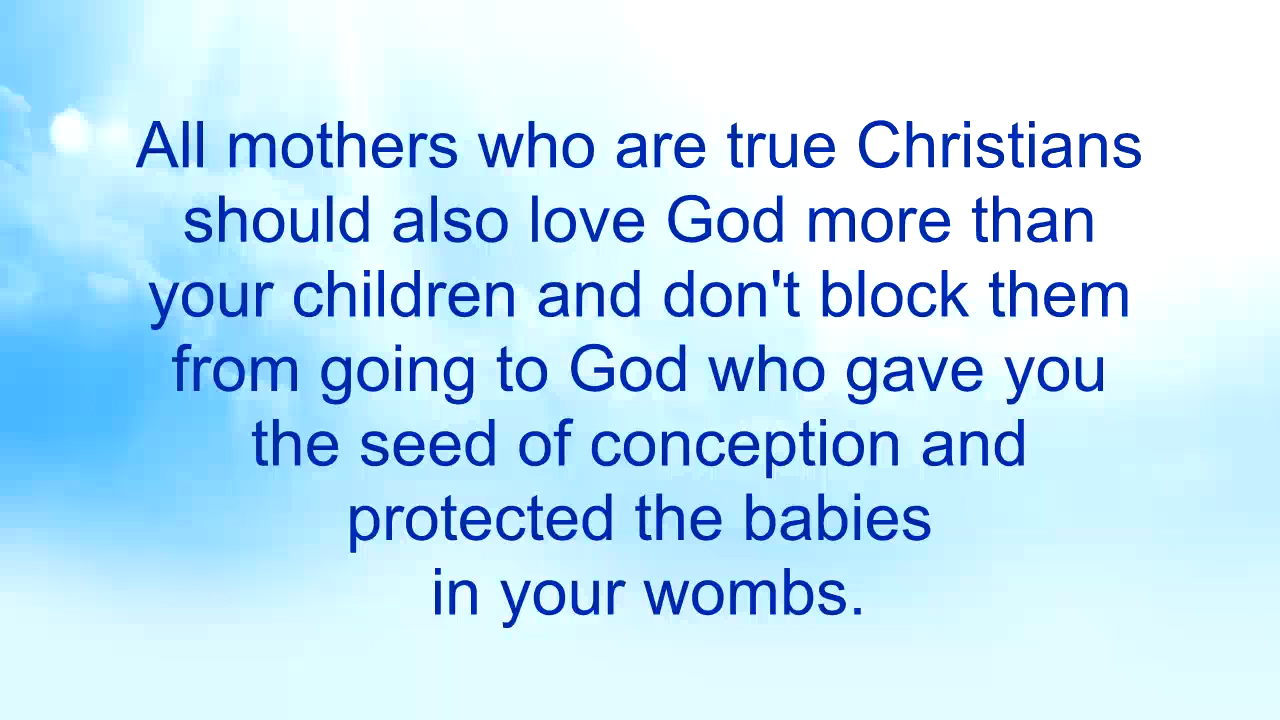 All mothers who are true Christians
should also love God more than
your children and don't block them
from going to God who gave you
the seed of conception and
protected the babies
in your wombs.